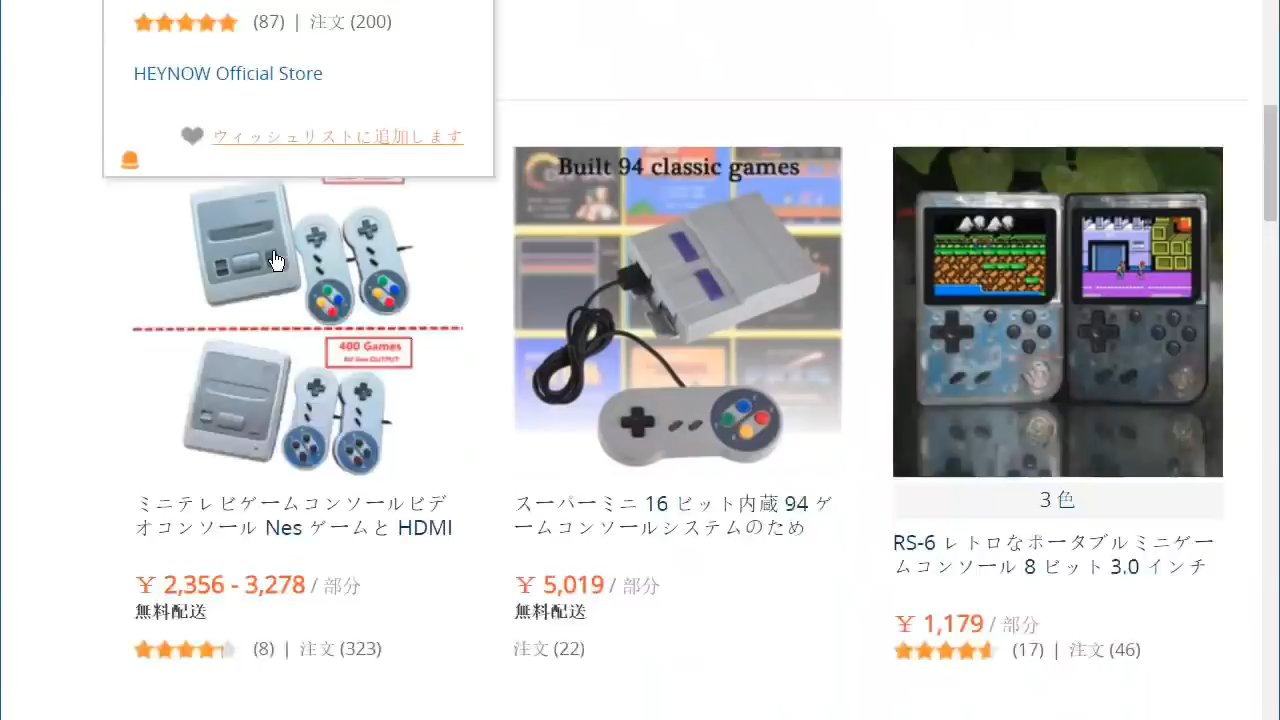 (87) | 注文 (200)
HEYNOW Official Store
ウィッシュリストに追加します
Built 94 classic games
400 Games
ミニテレビゲームコンソールビデ
オコンソール Nes ゲームと HDMI
¥ 2,356 - 3,278 / 部分
無料配送
(8) | 注文 (323)
スーパーミニ 16 ビット内蔵 94 ゲ
ームコンソールシステムのため
¥ 5,019 / 部分
無料配送
注文 (22)
3 色
RS-6 レトロなポータブルミニゲー
ムコンソール 8 ビット 3.0 インチ
¥ 1,179 / 部分
(17) | 注文 (46)